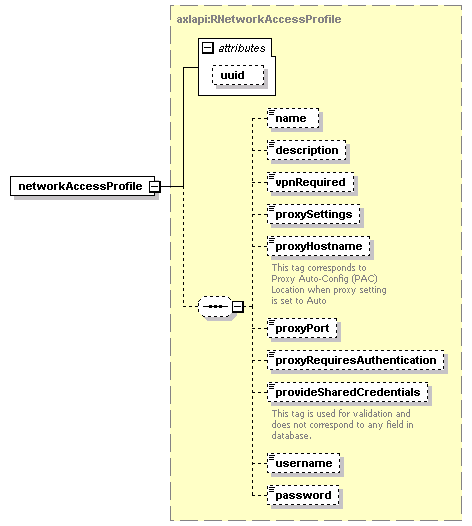 axlapi:RNetworkAccessProfile
attributes
uuid
networkAccessProfile
name
description
vpnRequired
proxySettings
proxyHostname
This tag corresponds to
Proxy Auto-Config (PAC)
Location when proxy setting
is set to Auto
proxyPort
proxyRequiresAuthentication
provideSharedCredentials
This tag is used for validation and
does not correspond to any field in
database.
username
password